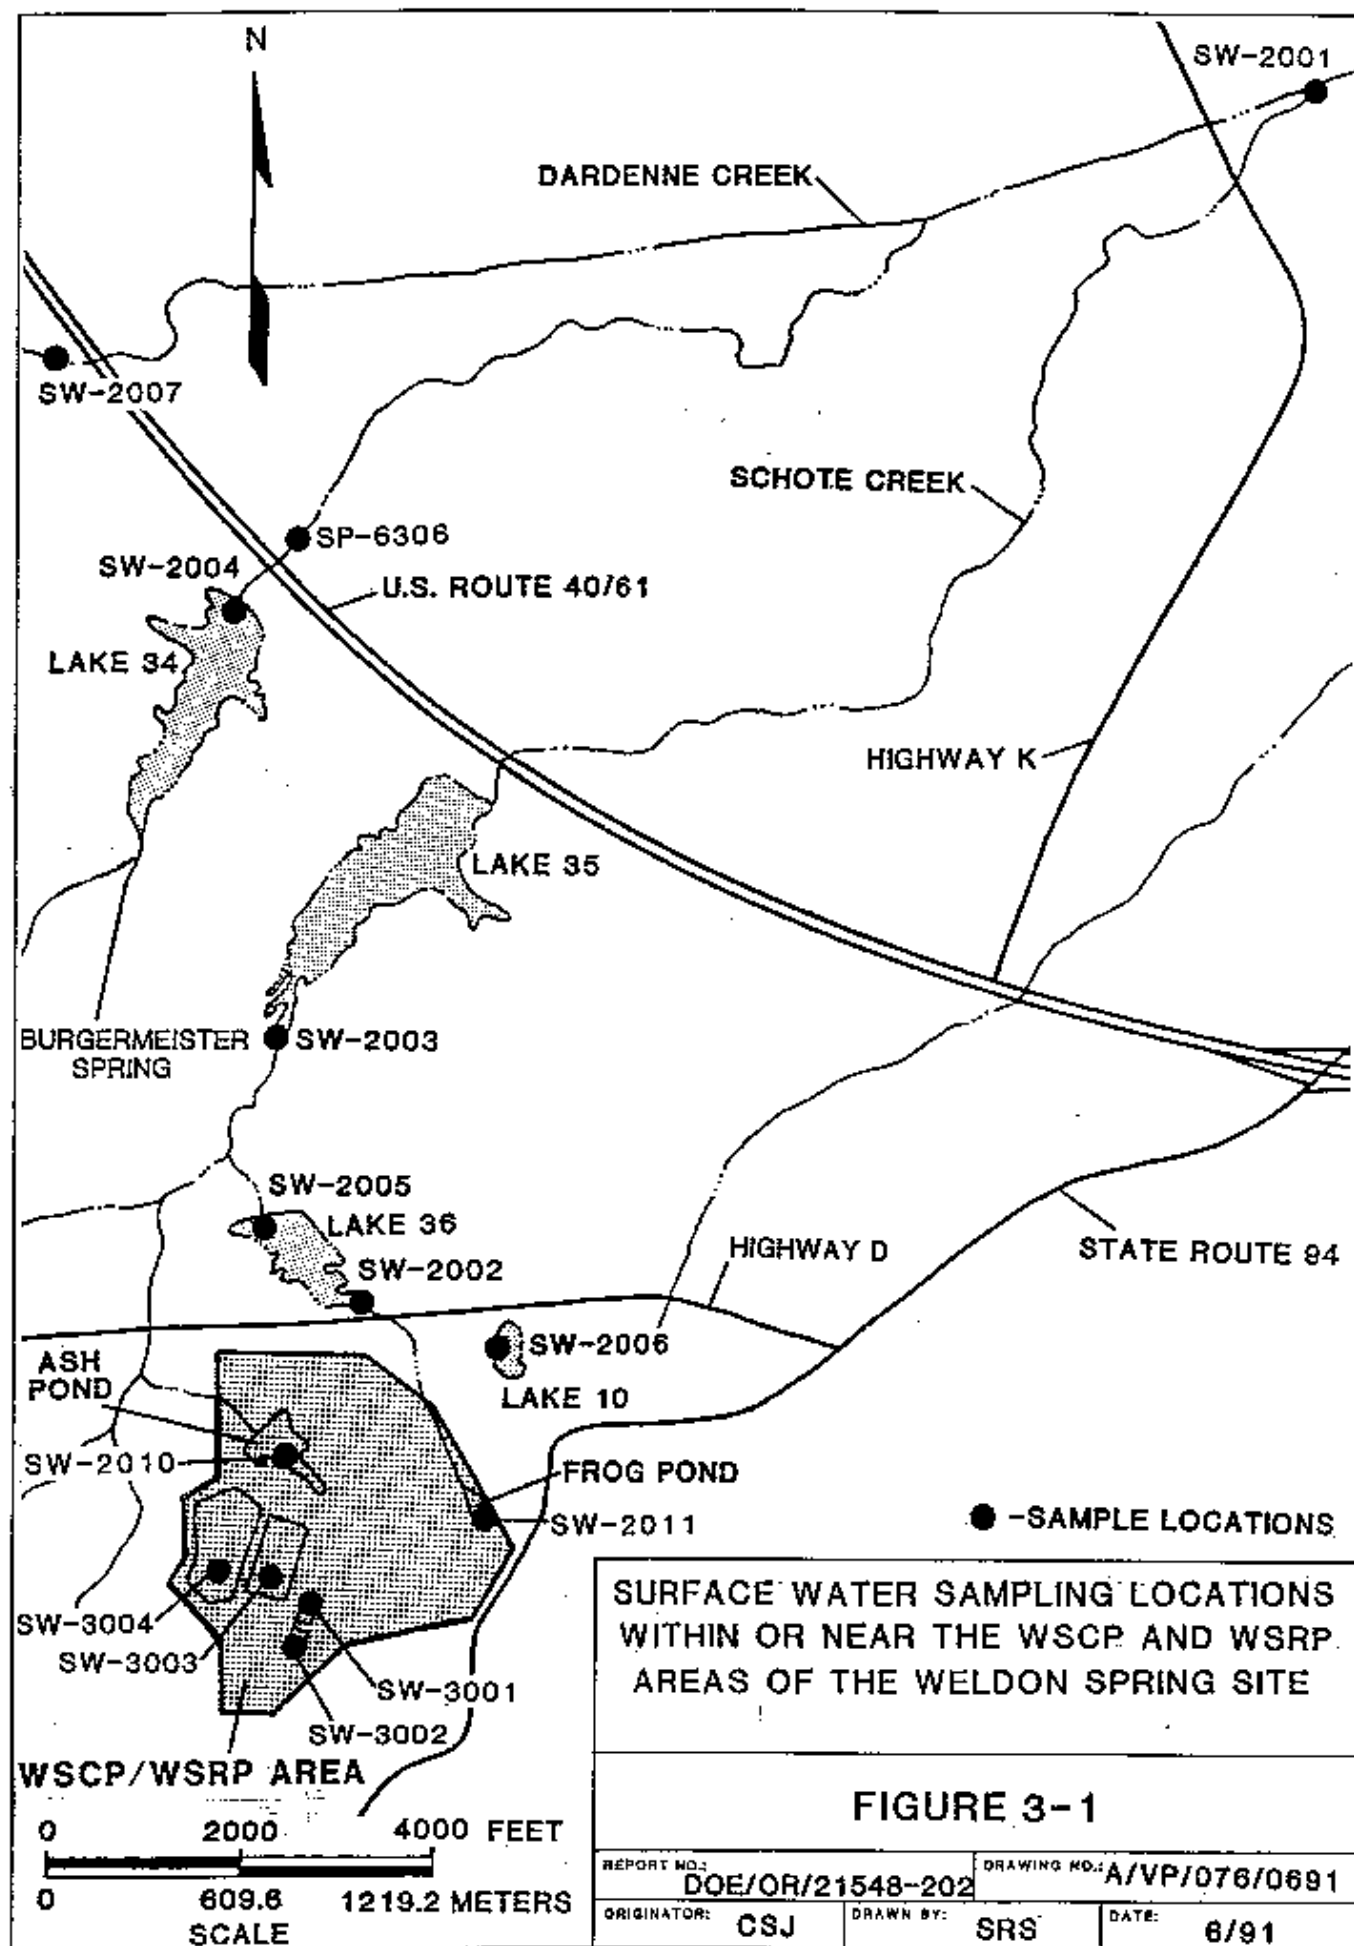 N
SW-2001
DARDENNE CREEK
SW-2007
SCHOTE CREEK
SP-6306
SW-2004
U.S. ROUTE 40/61
LAKE 34
HIGHWAY K
LAKE 35
BURGERMEISTER
SPRING
SW-2003
SW-2005
LAKE 36
SW-2002
HIGHWAY D
STATE ROUTE 94
SW-2006
LAKE 10
ASH
POND
SW-2010
FROG POND
SW-2011
● -SAMPLE LOCATIONS
SW-3004
SW-3003
SW-3001
SW-3002
WSCP/WSRP AREA
0 2000 4000 FEET
0 609.6 1219.2 METERS
SCALE
SURFACE WATER SAMPLING LOCATIONS
WITHIN OR NEAR THE WSCP AND WSRP
AREAS OF THE WELDON SPRING SITE
FIGURE 3-1
REPORT NO.: DOE/OR/21548-202 DRAWING NO.: A/VP/076/0691
ORIGINATOR: CSJ DRAWN BY: SRS DATE: 6/91